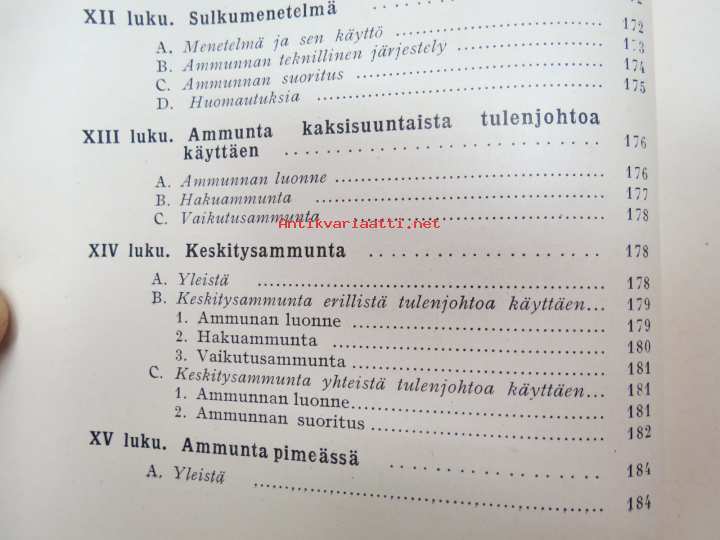 XII luku. Sulkumenetelmä
A. Menetelmä ja sen käyttö 172
B. Ammunnan teknillinen järjestely 173
C. Ammunnan suoritus 174
D. Huomautuksia 175
XIII luku. Ammunta kaksisuuntaista tulenjohtoa
käyttäen 176
A. Ammunnan luonne 176
B. Hakuammunta 177
C. Vaikutusammunta 178
Antikvariaatti.net
XIV luku. Keskitysammunta 178
A. Yleistä 178
B. Keskitysammunta erillistä tulenjohtoa käyttäen... 179
1. Ammunan luonne 179
2. Hakuammunta 180
3. Vaikutusammunta 181
C. Keskitysammunta yhteistä tulenjohtoa käyttäen... 181
1. Ammunnan luonne 181
2. Ammunnan suoritus 182
XV luku. Ammunta pimeässä 184
A. Yleistä 184